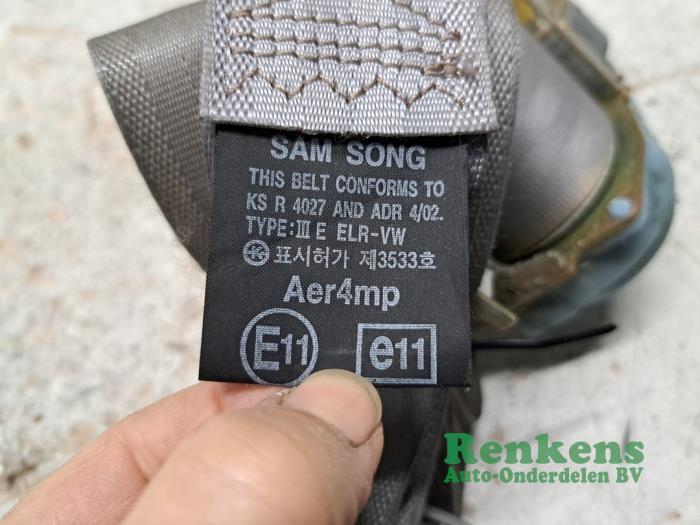 SAM SONG
THIS BELT CONFORMS TO
KS R 4027 AND ADR 4/02.
TYPE:Ⅲ E ELR-VW
㉿ 표시허가 제3533호
Aer4mp
E11 e11
Renkens
Auto-Onderdelen BV